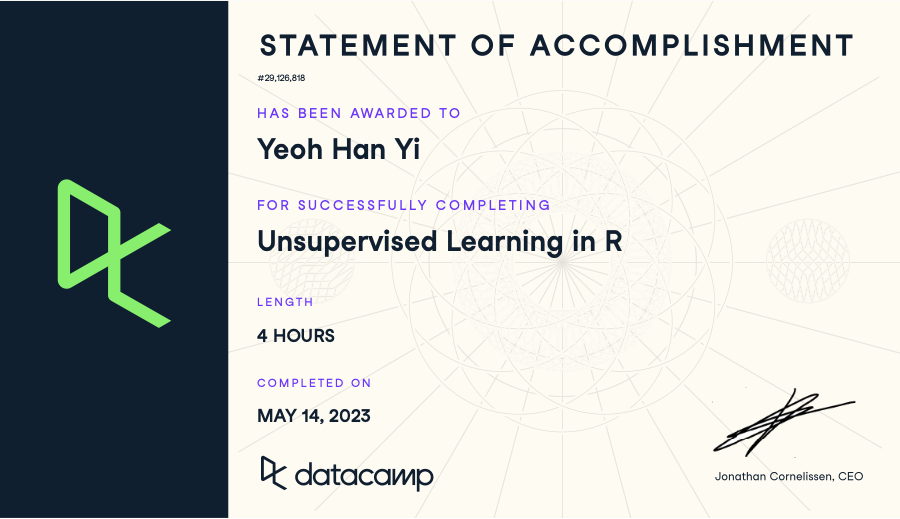 STATEMENT OF ACCOMPLISHMENT
#29,126,818
HAS BEEN AWARDED TO
Yeoh Han Yi
FOR SUCCESSFULLY COMPLETING
Unsupervised Learning in R
LENGTH
4 HOURS
COMPLETED ON
MAY 14, 2023
datacamp
Jonathan Cornelissen, CEO